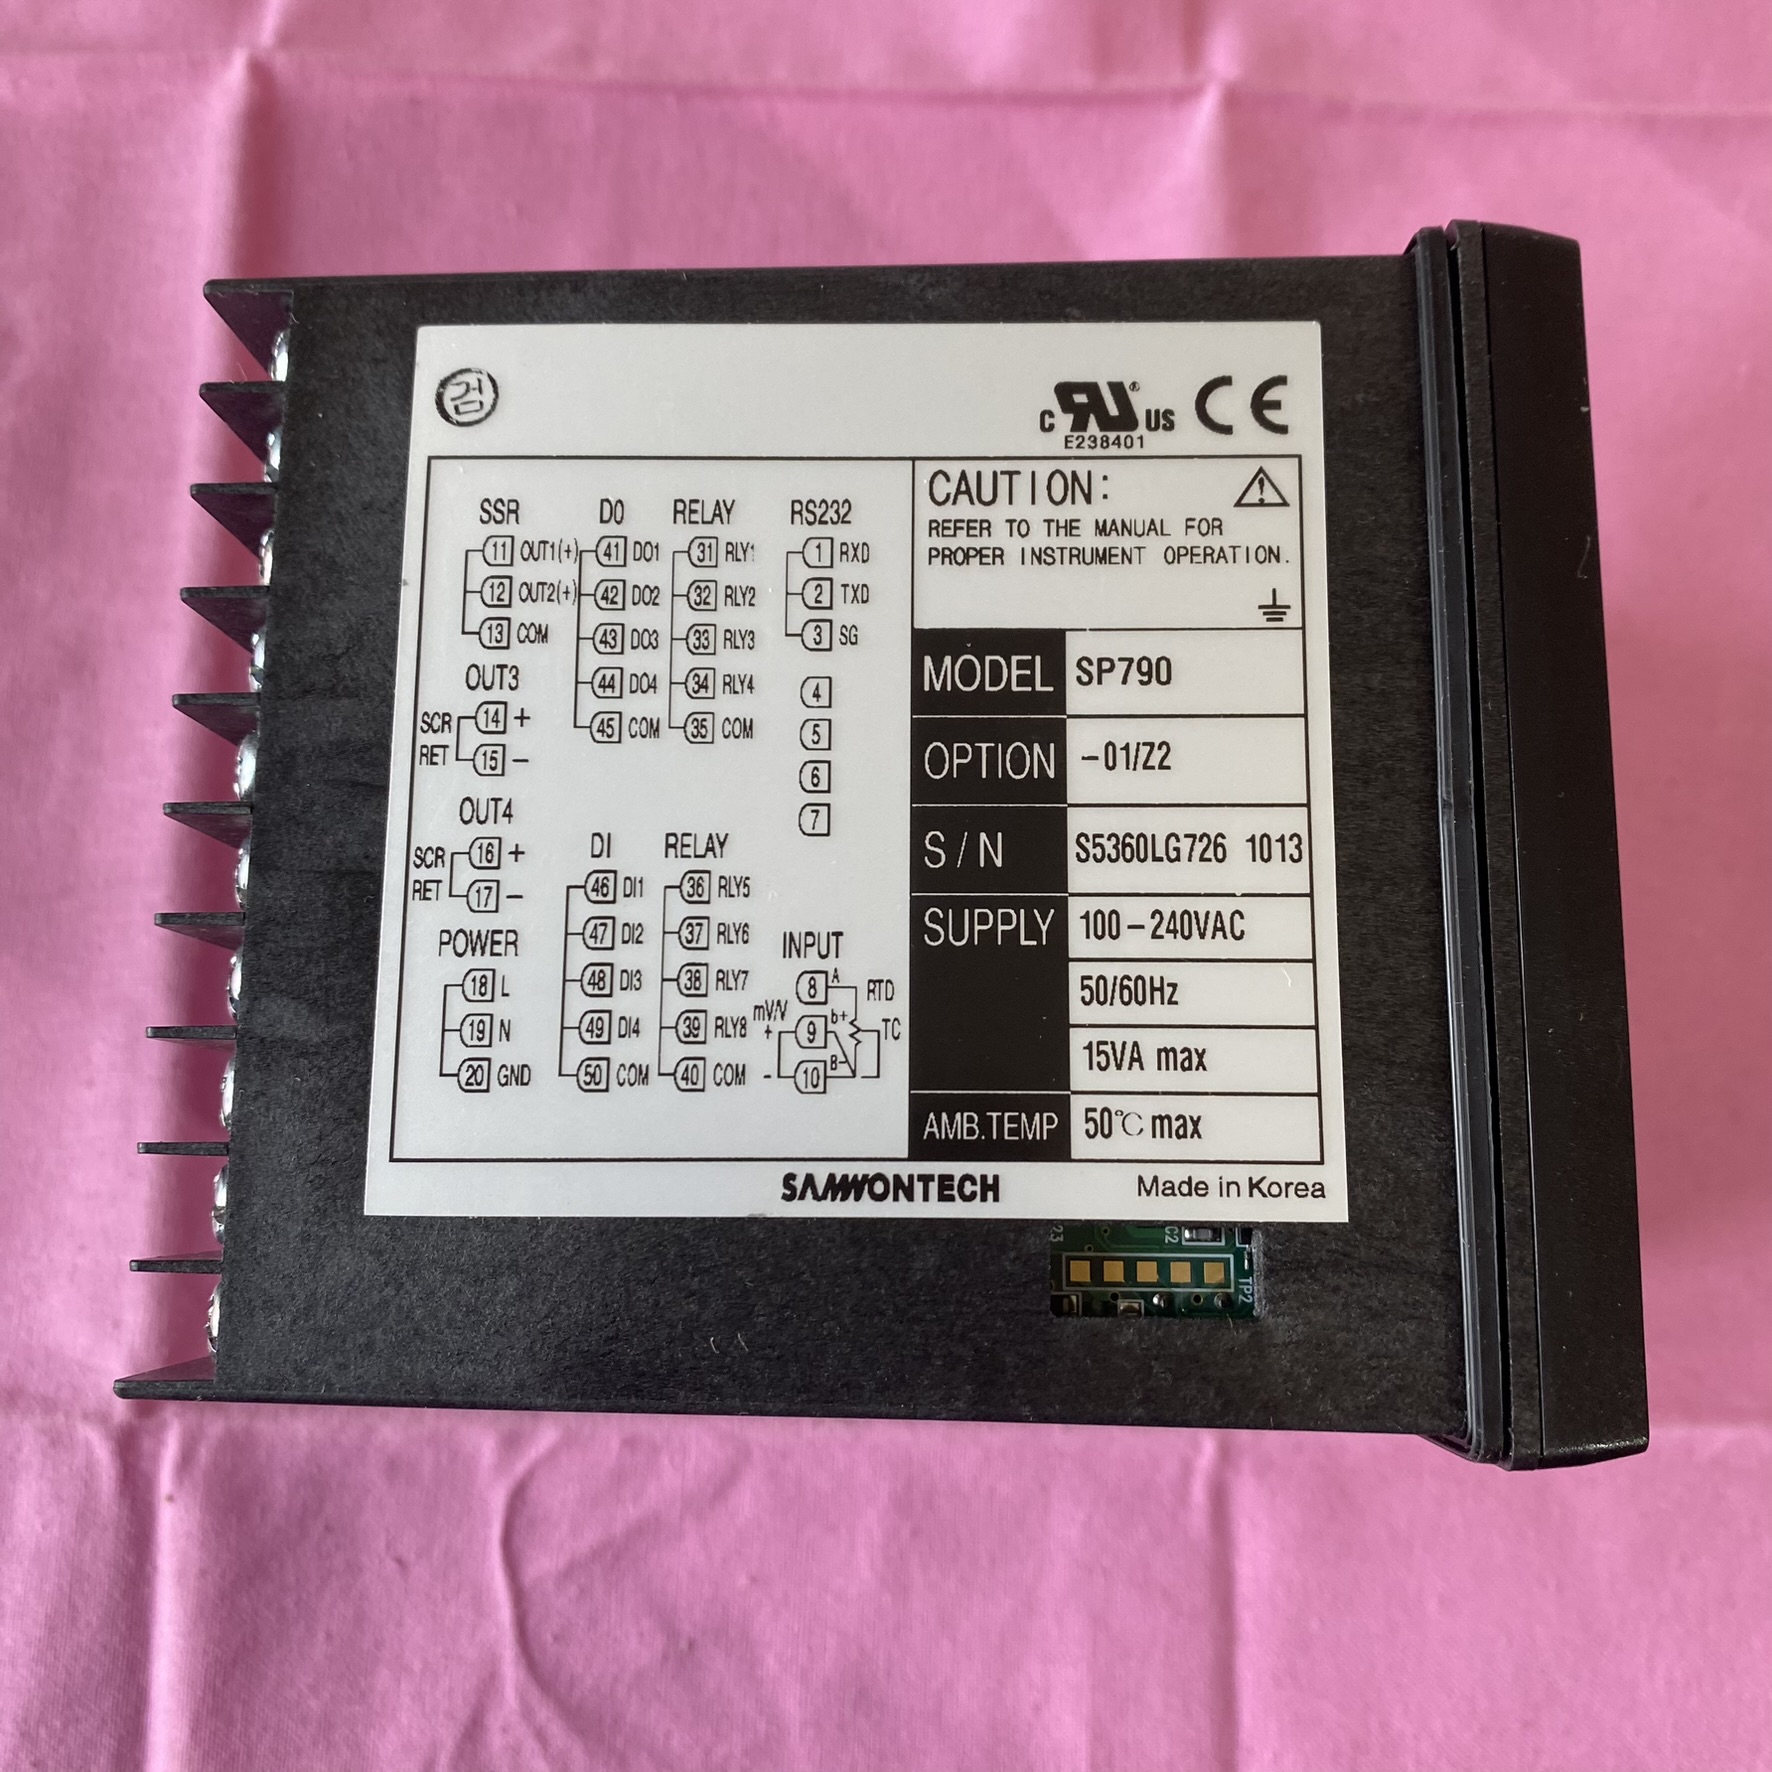 검
c RU® US CE
E238401
CAUTION:
REFER TO THE MANUAL FOR
PROPER INSTRUMENT OPERATION.
SSR
11 OUT1(+)
12 OUT2(+)
13 COM
OUT3
SCR 14 +
RET 15 -
OUT4
SCR 16 +
RET 17 -
POWER
18 L
19 N
20 GND
DO
41 DO1
42 DO2
43 DO3
44 DO4
45 COM
DI
46 DI1
47 DI2
48 DI3
49 DI4
50 COM
RELAY
31 RLY1
32 RLY2
33 RLY3
34 RLY4
35 COM
RELAY
36 RLY5
37 RLY6
38 RLY7
39 RLY8
40 COM
RS232
1 RXD
2 TXD
3 SG
4
5
6
7
INPUT
8 A RTD
mV/V + 9 b+ TC
- 10 B-
MODEL SP790
OPTION -01/Z2
S/N S5360LG726 1013
SUPPLY 100-240VAC
50/60Hz
15VA max
AMB.TEMP 50℃ max
SAMWONTECH
Made in Korea
23
C2
TP2